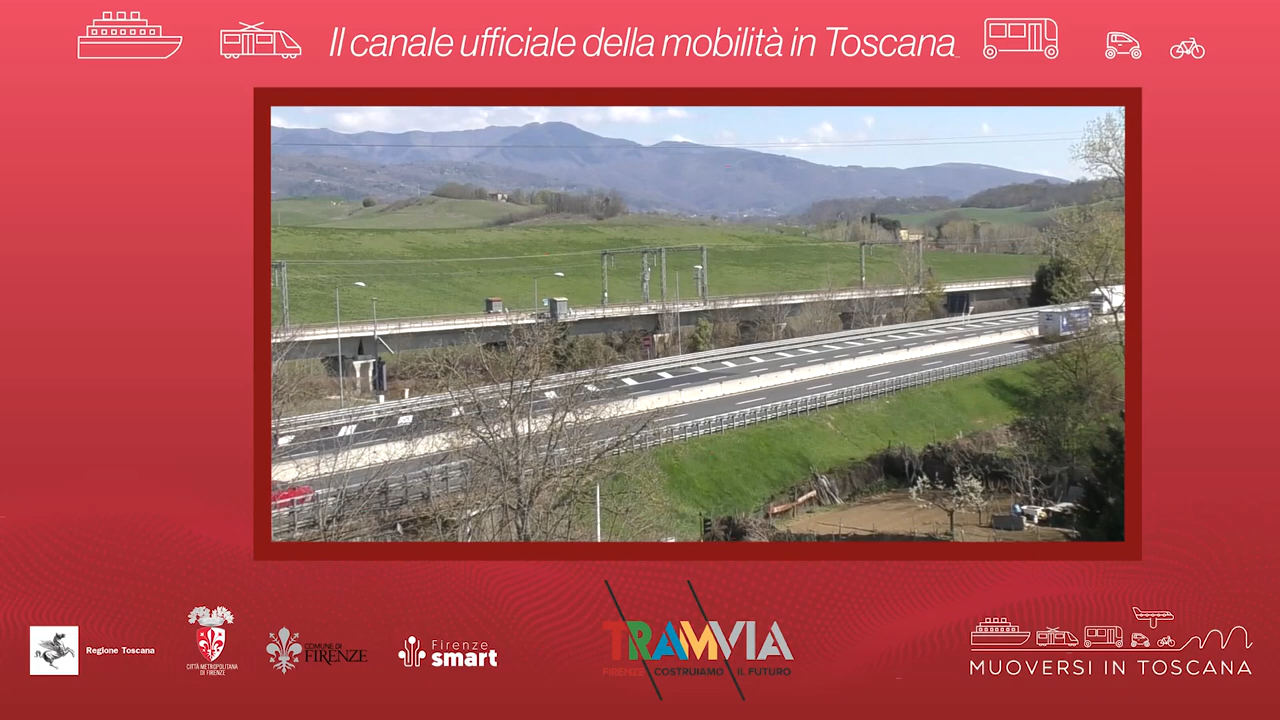 Il canale ufficiale della mobilità in Toscana
Regione Toscana
CITTÀ METROPOLITANA
DI FIRENZE
COMUNE DI
FIRENZE
Firenze
smart
TRAMVIA
FIRENZE COSTRUIAMO IL FUTURO
MUOVERSI IN TOSCANA